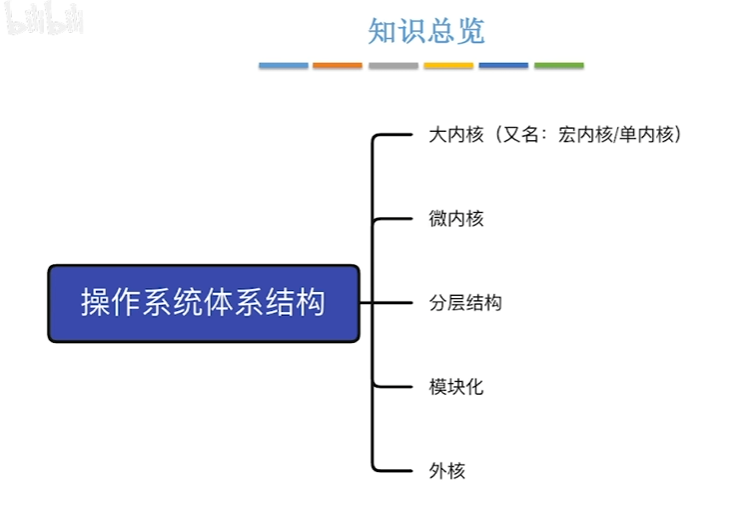 bilibili
知识总览
大内核（又名：宏内核/单内核）
微内核
分层结构
操作系统体系结构
模块化
外核